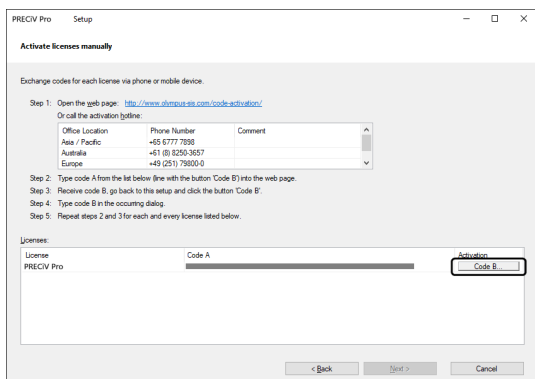 PRECiV Pro Setup
Activate licenses manually
Exchange codes for each license via phone or mobile device.
Step 1: Open the web page: http://www.olympus-sis.com/code-activation/
Or call the activation hotline:
Office Location Phone Number Comment
Asia / Pacific +65 6777 7898
Australia +61 (8) 8250-3657
Europe +49 (251) 79800-0
Step 2: Type code A from the list below (line with the button 'Code B') into the web page.
Step 3: Receive code B, go back to this setup and click the button 'Code B'.
Step 4: Type code B in the occurring dialog.
Step 5: Repeat steps 2 and 3 for each and every license listed below.
Licenses:
License Code A Activation
PRECiV Pro Code B...
< Back Next > Cancel